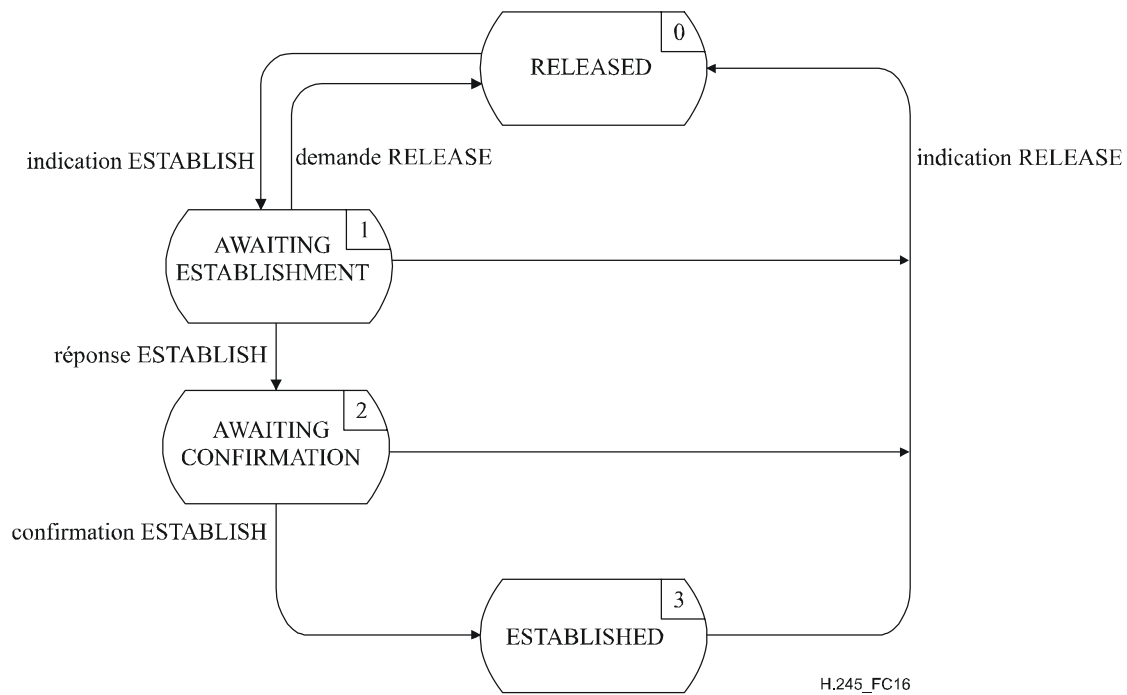 0
RELEASED
indication ESTABLISH
demande RELEASE
indication RELEASE
1
AWAITING
ESTABLISHMENT
réponse ESTABLISH
2
AWAITING
CONFIRMATION
confirmation ESTABLISH
3
ESTABLISHED
H.245_FC16